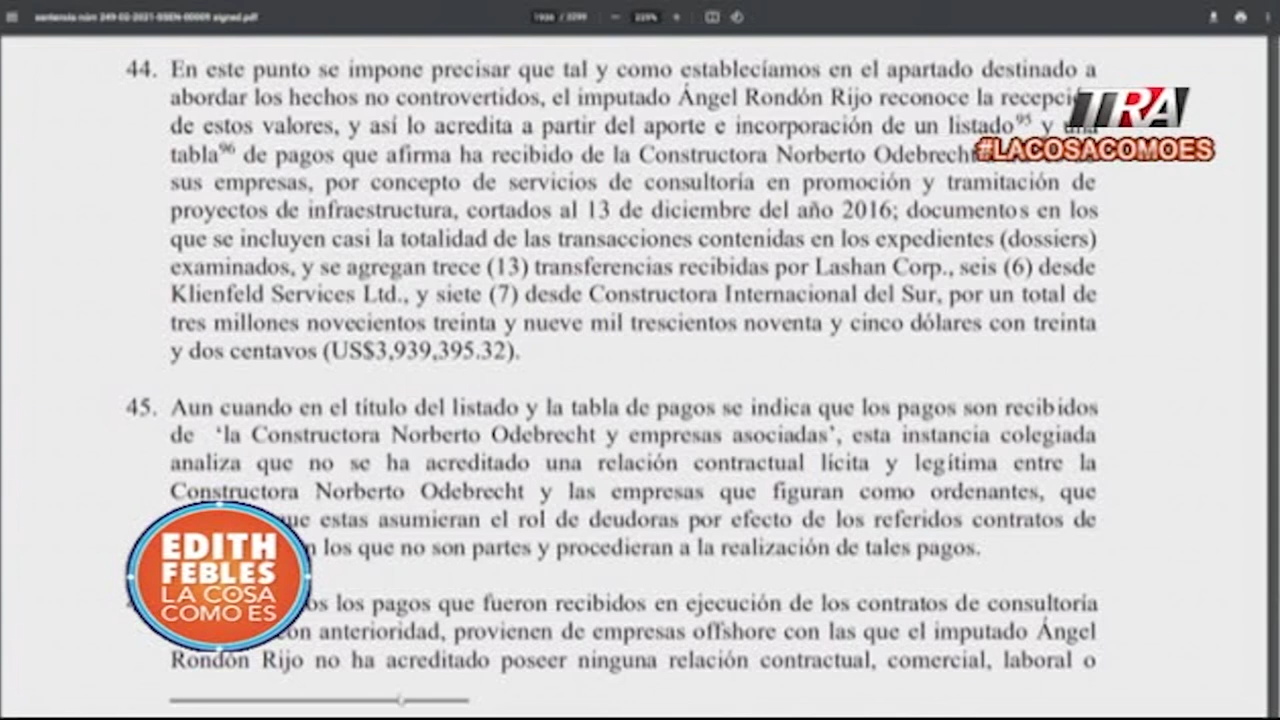 sentencia núm 249-02-2021-SSEN-00009 signed.pdf
44. En este punto se impone precisar que tal y como establecíamos en el apartado destinado a
abordar los hechos no controvertidos, el imputado Ángel Rondón Rijo reconoce la recepci
de estos valores, y así lo acredita a partir del aporte e incorporación de un listado95 y una
tabla96 de pagos que afirma ha recibido de la Constructora Norberto Odebrecht
sus empresas, por concepto de servicios de consultoría en promoción y tramitación de
proyectos de infraestructura, cortados al 13 de diciembre del año 2016; documentos en los
que se incluyen casi la totalidad de las transacciones contenidas en los expedientes (dossiers)
examinados, y se agregan trece (13) transferencias recibidas por Lashan Corp., seis (6) desde
Klienfeld Services Ltd., y siete (7) desde Constructora Internacional del Sur, por un total de
tres millones novecientos treinta y nueve mil trescientos noventa y cinco dólares con treinta
y dos centavos (US$3,939,395.32).
TRA
#LACOSACOMOES
45. Aun cuando en el título del listado y la tabla de pagos se indica que los pagos son recibidos
de ‘la Constructora Norberto Odebrecht y empresas asociadas’, esta instancia colegiada
analiza que no se ha acreditado una relación contractual lícita y legítima entre la
Constructora Norberto Odebrecht y las empresas que figuran como ordenantes, que
ue estas asumieran el rol de deudoras por efecto de los referidos contratos de
n los que no son partes y procedieran a la realización de tales pagos.
os los pagos que fueron recibidos en ejecución de los contratos de consultoría
con anterioridad, provienen de empresas offshore con las que el imputado Ángel
Rondón Rijo no ha acreditado poseer ninguna relación contractual, comercial, laboral o
EDITH
FEBLES
LA COSA
COMO ES